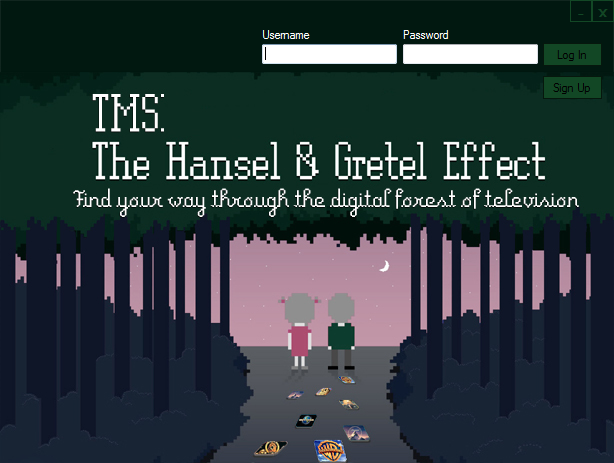 - x
Username Password
Log In
Sign Up
TMS:
The Hansel & Gretel Effect
Find your way through the digital forest of television